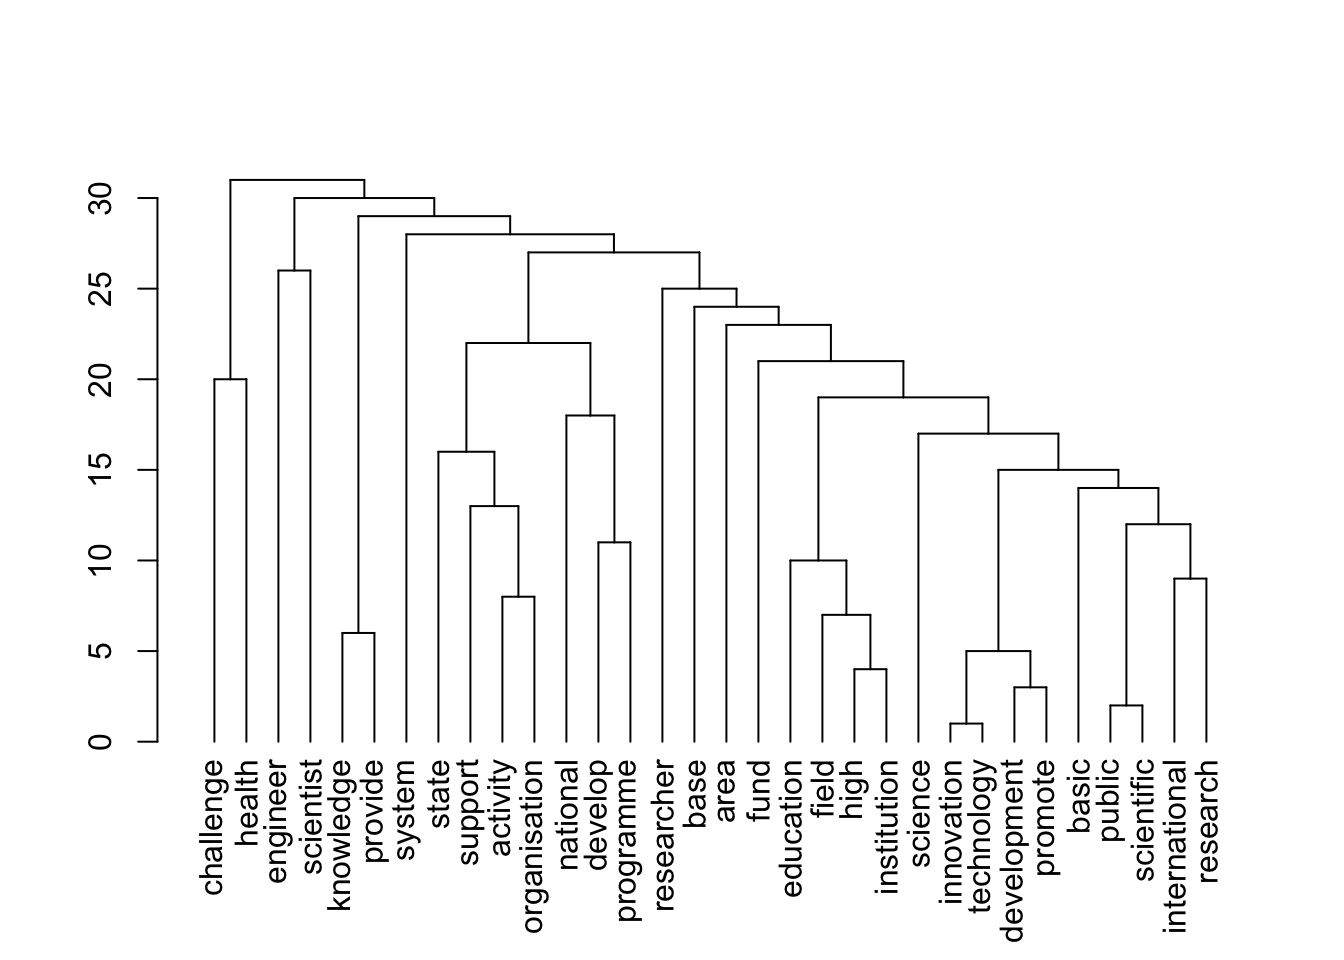 30
25
20
15
10
5
0
challenge
health
engineer
scientist
knowledge
provide
system
state
support
activity
organisation
national
develop
programme
researcher
base
area
fund
education
field
high
institution
science
innovation
technology
development
promote
basic
public
scientific
international
research